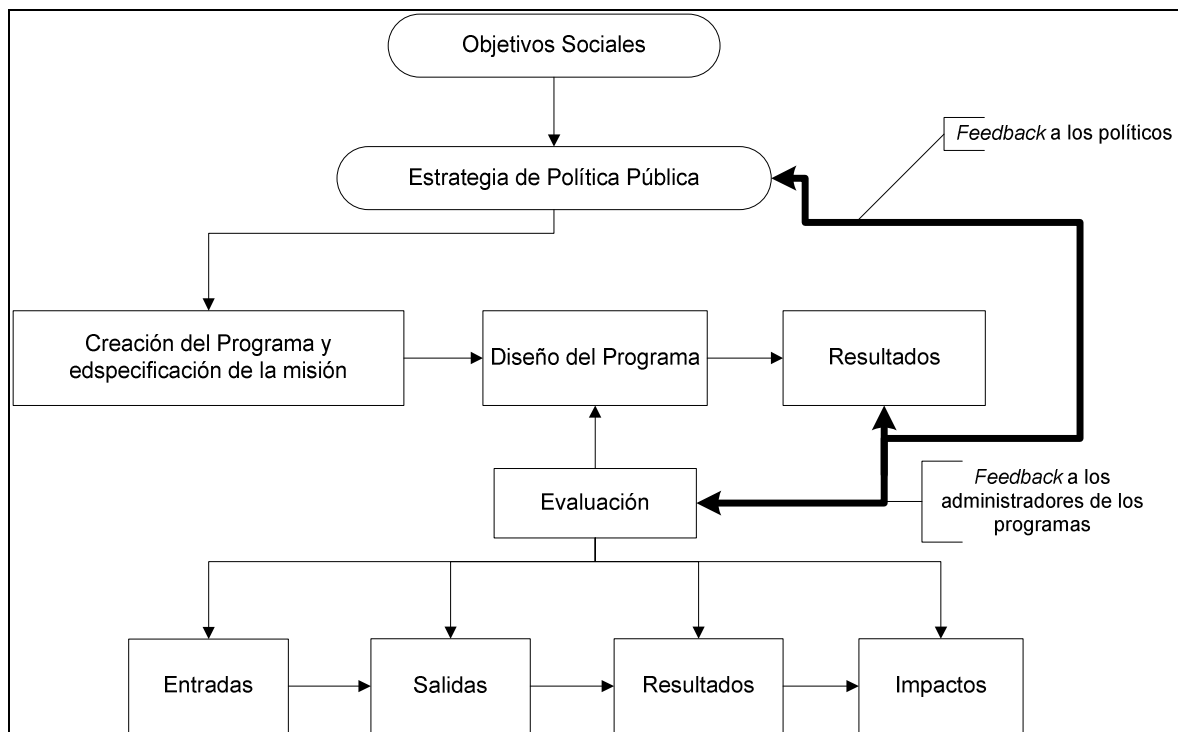 Objetivos Sociales
Feedback a los políticos
Estrategia de Política Pública
Creación del Programa y
edspecificación de la misión
Diseño del Programa
Resultados
Feedback a los
administradores de los
programas
Evaluación
Entradas
Salidas
Resultados
Impactos